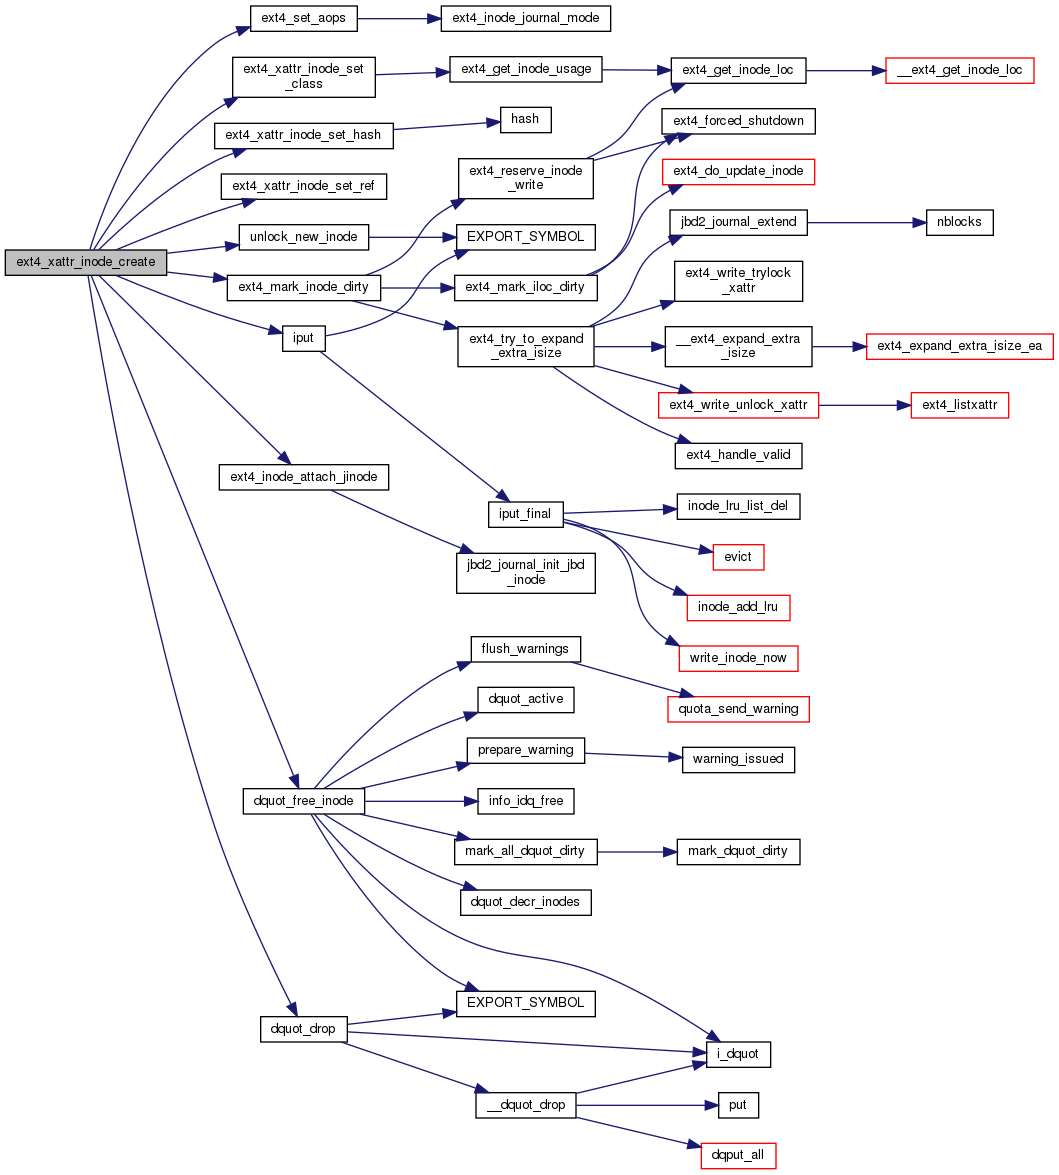 ext4_set_aops
ext4_inode_journal_mode
ext4_xattr_inode_set
_class
ext4_get_inode_usage
ext4_get_inode_loc
__ext4_get_inode_loc
ext4_xattr_inode_set_hash
hash
ext4_forced_shutdown
ext4_reserve_inode
_write
ext4_do_update_inode
ext4_xattr_inode_set_ref
jbd2_journal_extend
nblocks
unlock_new_inode
EXPORT_SYMBOL
ext4_xattr_inode_create
ext4_mark_inode_dirty
ext4_mark_iloc_dirty
ext4_write_trylock
_xattr
iput
ext4_try_to_expand
_extra_isize
__ext4_expand_extra
_isize
ext4_expand_extra_isize_ea
ext4_write_unlock_xattr
ext4_listxattr
ext4_handle_valid
ext4_inode_attach_jinode
iput_final
inode_lru_list_del
jbd2_journal_init_jbd
_inode
evict
inode_add_lru
write_inode_now
flush_warnings
dquot_active
quota_send_warning
prepare_warning
warning_issued
dquot_free_inode
info_idq_free
mark_all_dquot_dirty
mark_dquot_dirty
dquot_decr_inodes
EXPORT_SYMBOL
dquot_drop
i_dquot
__dquot_drop
put
dqput_all